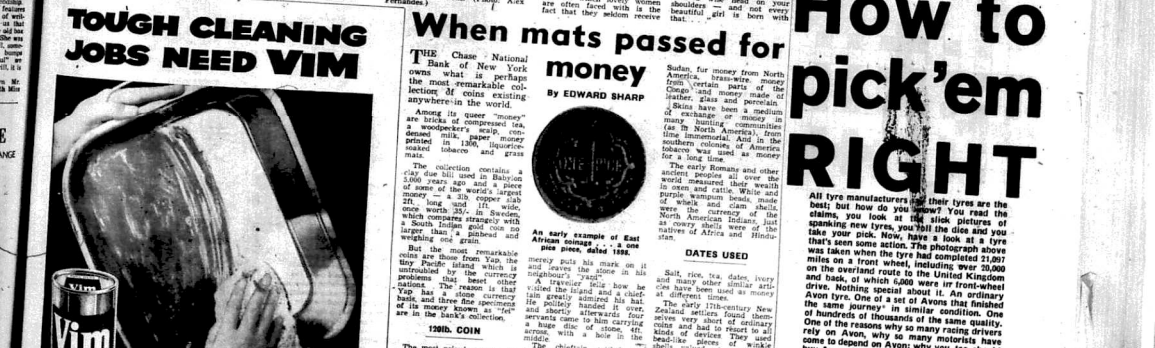 TOUGH CLEANING
JOBS NEED VIM
Vim
Vim
When mats passed for
money
By EDWARD SHARP
THE Chase National
Bank of New York
owns what is perhaps
the most remarkable col-
lection of coins existing
anywhere in the world.
Among its queer "money"
are bricks of compressed tea,
a woodpecker's scalp, con-
densed milk, paper money
printed in 1300, liquorice-
soaked tobacco and grass
mats.
The collection contains a
clay due bill used in Babylon
5,000 years ago and a piece
of some of the world's largest
money — a 31b. copper slab
2ft. long and 1ft. wide,
once worth 35/- in Sweden,
which compares strangely with
a South Indian gold coin no
larger than a pinhead and
weighing one grain.
But the most remarkable
coins are those from Yap, the
tiny Pacific island which is
untroubled by the currency
problems that beset other
nations. The reason is that
Yap has a stone currency
basis, and three fine specimens
of its money known as "fei"
are in the bank's collection.
120lb. COIN
An early example of East
African coinage . . . a one
pice piece, dated 1898.
merely puts his mark on it
and leaves the stone in his
neighbour's "yard".
A traveller tells how he
visited the island and a chief-
tain greatly admired his hat.
He politely handed it over,
and shortly afterwards four
servants came to him carrying
a huge disc of stone, 4ft.
across, with a hole in the
middle.
The chieftain
Sudan, fur money from North
America, brass-wire money
from certain parts of the
Congo and money made of
leather, glass and porcelain.
Skins have been a medium
of exchange or money in
many hunting communities
(as in North America), from
time immemorial. And in the
southern colonies of America
tobacco was used as money
for a long time.
The early Romans and other
ancient peoples all over the
world measured their wealth
in oxen and cattle. White and
purple wampum beads, made
of whelk and clam shells,
were the currency of the
North American Indians, just
as cowry shells were of the
natives of Africa and Hindu-
stan.
DATES USED
Salt, rice, tea, dates, ivory
and many other similar arti-
cles have been used as money
at different times.
The early 17th-century New
Zealand settlers found them-
selves very short of ordinary
coins and had to resort to all
kinds of devices. They used
bead-like pieces of winkle
How to
pick 'em
RIGHT
All tyre manufacturers their tyres are the
best; but how do you know? You read the
claims, you look at the slick pictures of
spanking new tyres, you roll the dice and you
take your pick. Now, have a look at a tyre
that's seen some action. The photograph above
was taken when the tyre had completed 21,097
miles on a front wheel, including over 20,000
on the overland route to the United Kingdom
and back, of which 6,000 were in front-wheel
drive. Nothing special about it. An ordinary
Avon tyre. One of a set of Avons that finished
the same journey in similar condition. One
of hundreds of thousands of the same quality.
One of the reasons why so many racing drivers
rely on Avon, why so many motorists have
come to depend on Avon; why you